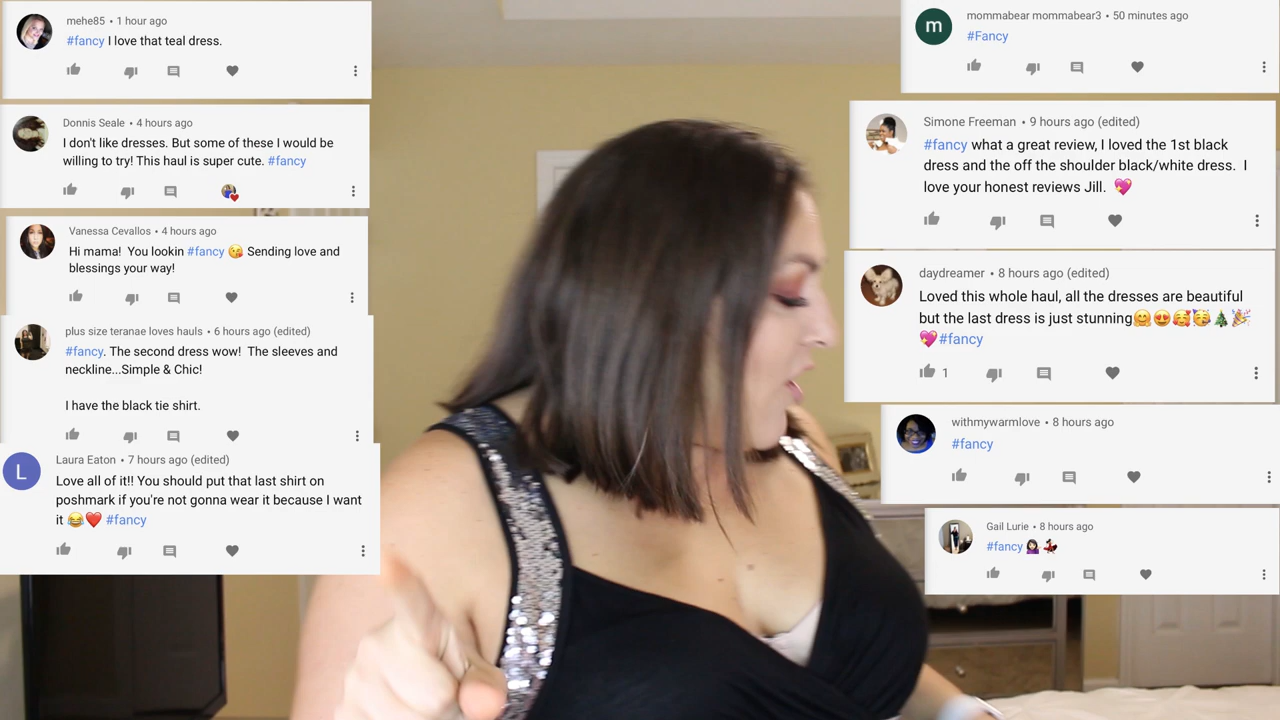 mehe85 • 1 hour ago
#fancy I love that teal dress.
Donnis Seale • 4 hours ago
I don't like dresses. But some of these I would be
willing to try! This haul is super cute. #fancy
Vanessa Cevallos • 4 hours ago
Hi mama!  You lookin #fancy 😘 Sending love and
blessings your way!
plus size teranae loves hauls • 6 hours ago (edited)
#fancy. The second dress wow!  The sleeves and
neckline...Simple & Chic!
I have the black tie shirt.
L
Laura Eaton • 7 hours ago (edited)
Love all of it!! You should put that last shirt on
poshmark if you're not gonna wear it because I want
it 😂❤️ #fancy
m
mommabear mommabear3 • 50 minutes ago
#Fancy
Simone Freeman • 9 hours ago (edited)
#fancy what a great review, I loved the 1st black
dress and the off the shoulder black/white dress.  I
love your honest reviews Jill. 💖
daydreamer • 8 hours ago (edited)
Loved this whole haul, all the dresses are beautiful
but the last dress is just stunning🤗😍🥰🥳🎄🎉
💖#fancy
1
withmywarmlove • 8 hours ago
#fancy
Gail Lurie • 8 hours ago
#fancy 💁🏻‍♀️💃🏻